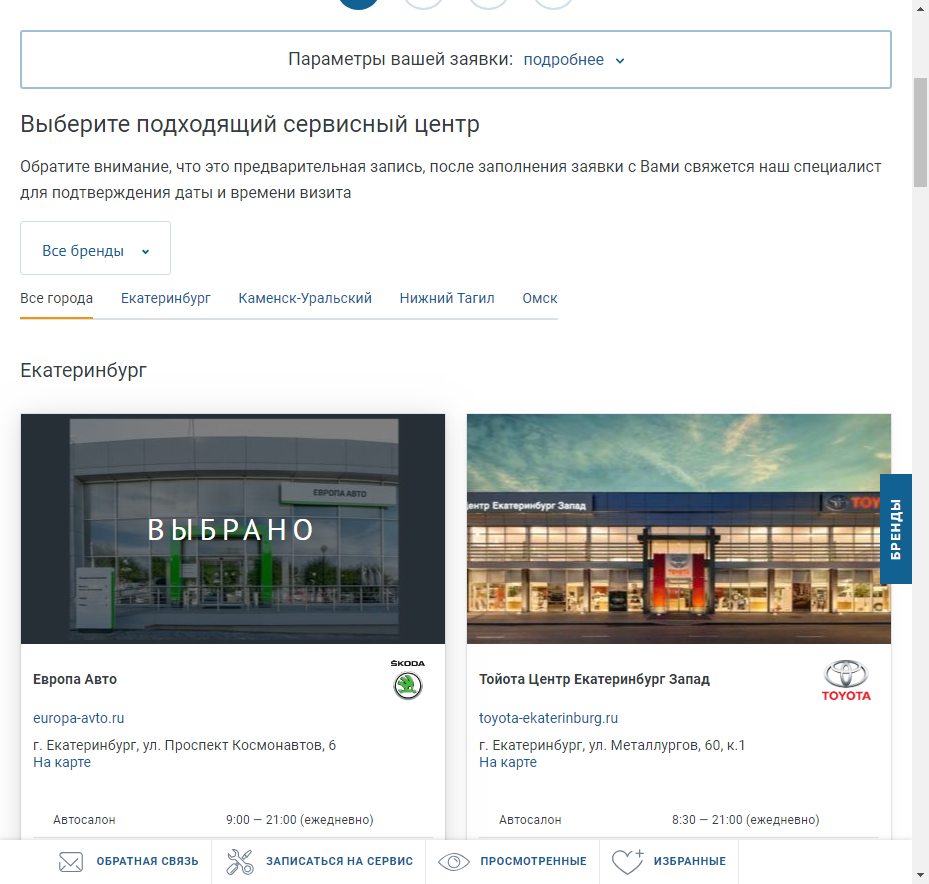 Параметры вашей заявки: подробнее
Выберите подходящий сервисный центр
Обратите внимание, что это предварительная запись, после заполнения заявки с Вами свяжется наш специалист
для подтверждения даты и времени визита
Все бренды
Все города Екатеринбург Каменск-Уральский Нижний Тагил Омск
Екатеринбург
ЕВРОПА АВТО
ВЫБРАНО
центр Екатеринбург Запад
TOY
БРЕНДЫ
Европа Авто
ŠKODA
europa-avto.ru
г. Екатеринбург, ул. Проспект Космонавтов, 6
На карте
Автосалон 9:00 — 21:00 (ежедневно)
Тойота Центр Екатеринбург Запад
TOYOTA
toyota-ekaterinburg.ru
г. Екатеринбург, ул. Металлургов, 60, к.1
На карте
Автосалон 8:30 — 21:00 (ежедневно)
ОБРАТНАЯ СВЯЗЬ ЗАПИСАТЬСЯ НА СЕРВИС ПРОСМОТРЕННЫЕ ИЗБРАННЫЕ